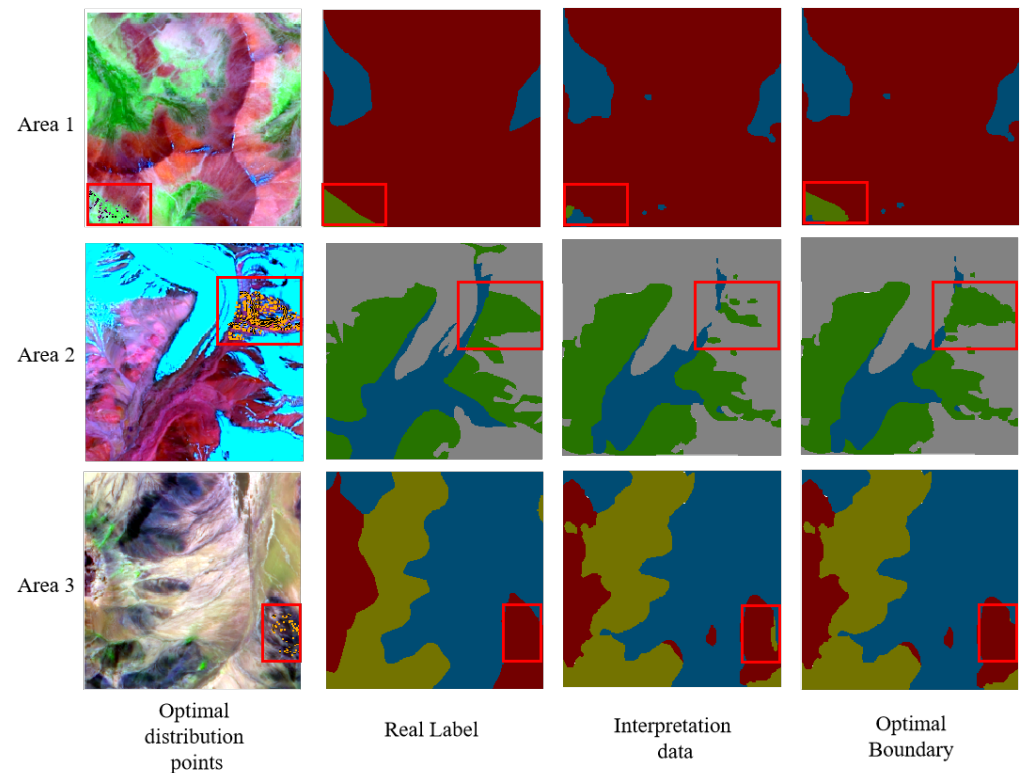 Area 1
Area 2
Area 3
Optimal
distribution
points
Real Label
Interpretation
data
Optimal
Boundary